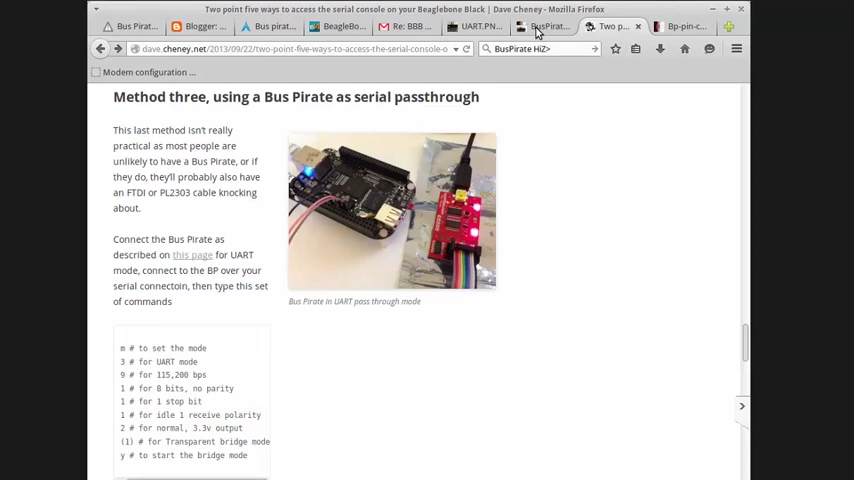 Two point five ways to access the serial console on your Beaglebone Black | Dave Cheney - Mozilla Firefox
Bus Pirat...
Blogger: ...
Bus pirat...
BeagleBo...
Re: BBB ...
UART.PN...
BusPirat...
Two p...
Bp-pin-c...
dave.cheney.net/2013/09/22/two-point-five-ways-to-access-the-serial-console-o
BusPirate HiZ>
Modem configuration ...
Method three, using a Bus Pirate as serial passthrough
This last method isn't really
practical as most people are
unlikely to have a Bus Pirate, or if
they do, they'll probably also have
an FTDI or PL2303 cable knocking
about.
Connect the Bus Pirate as
described on this page for UART
mode, connect to the BP over your
serial connectoin, then type this set
of commands
Bus Pirate in UART pass through mode
m # to set the mode
3 # for UART mode
9 # for 115,200 bps
1 # for 8 bits, no parity
1 # for 1 stop bit
1 # for idle 1 receive polarity
2 # for normal, 3.3v output
(1) # for Transparent bridge mode
y # to start the bridge mode